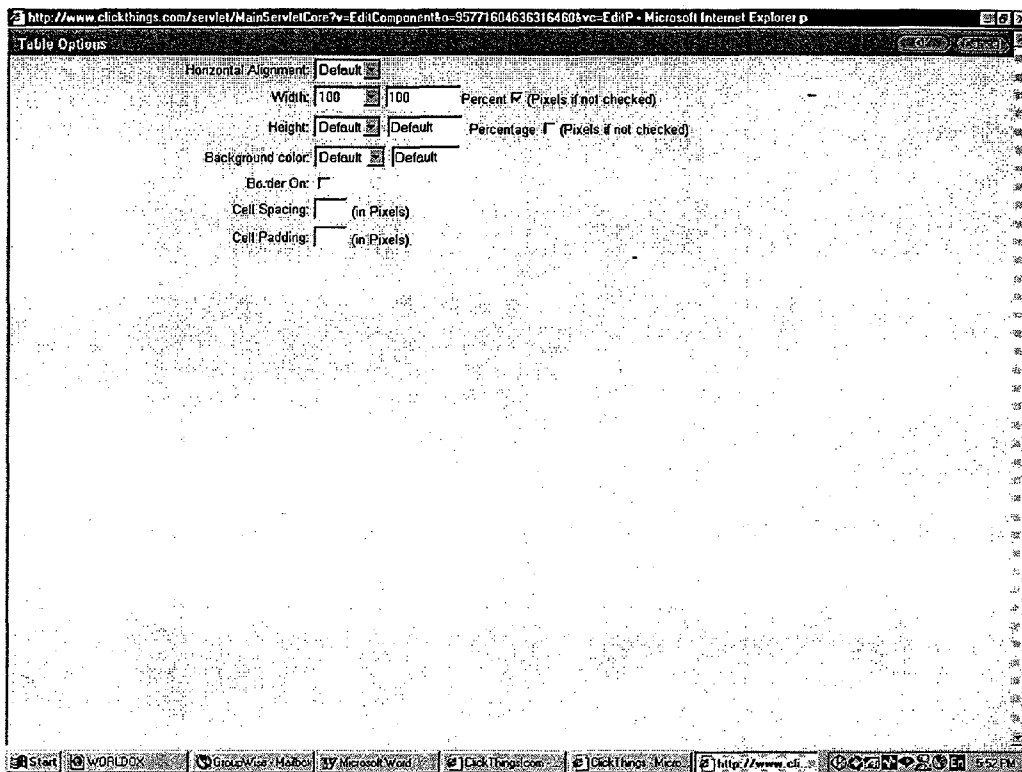 http://www.clickthings.com/servlet/MainServletCore?v=EditComponent&o=95771604636316460&vc=EditP - Microsoft Internet Explorer p
Table Options
Cancel
Horizontal Alignment: Default
Width: 100 100 Percent (Pixels if not checked)
Height: Default Default Percentage (Pixels if not checked)
Background color: Default Default
Border On:
Cell Spacing: (in Pixels)
Cell Padding: (in Pixels)
Start WORLDOX GroupWise - Mailbox Microsoft Word ClickThings.com ClickThings - Micro... http://www.cli... 5:52 PM